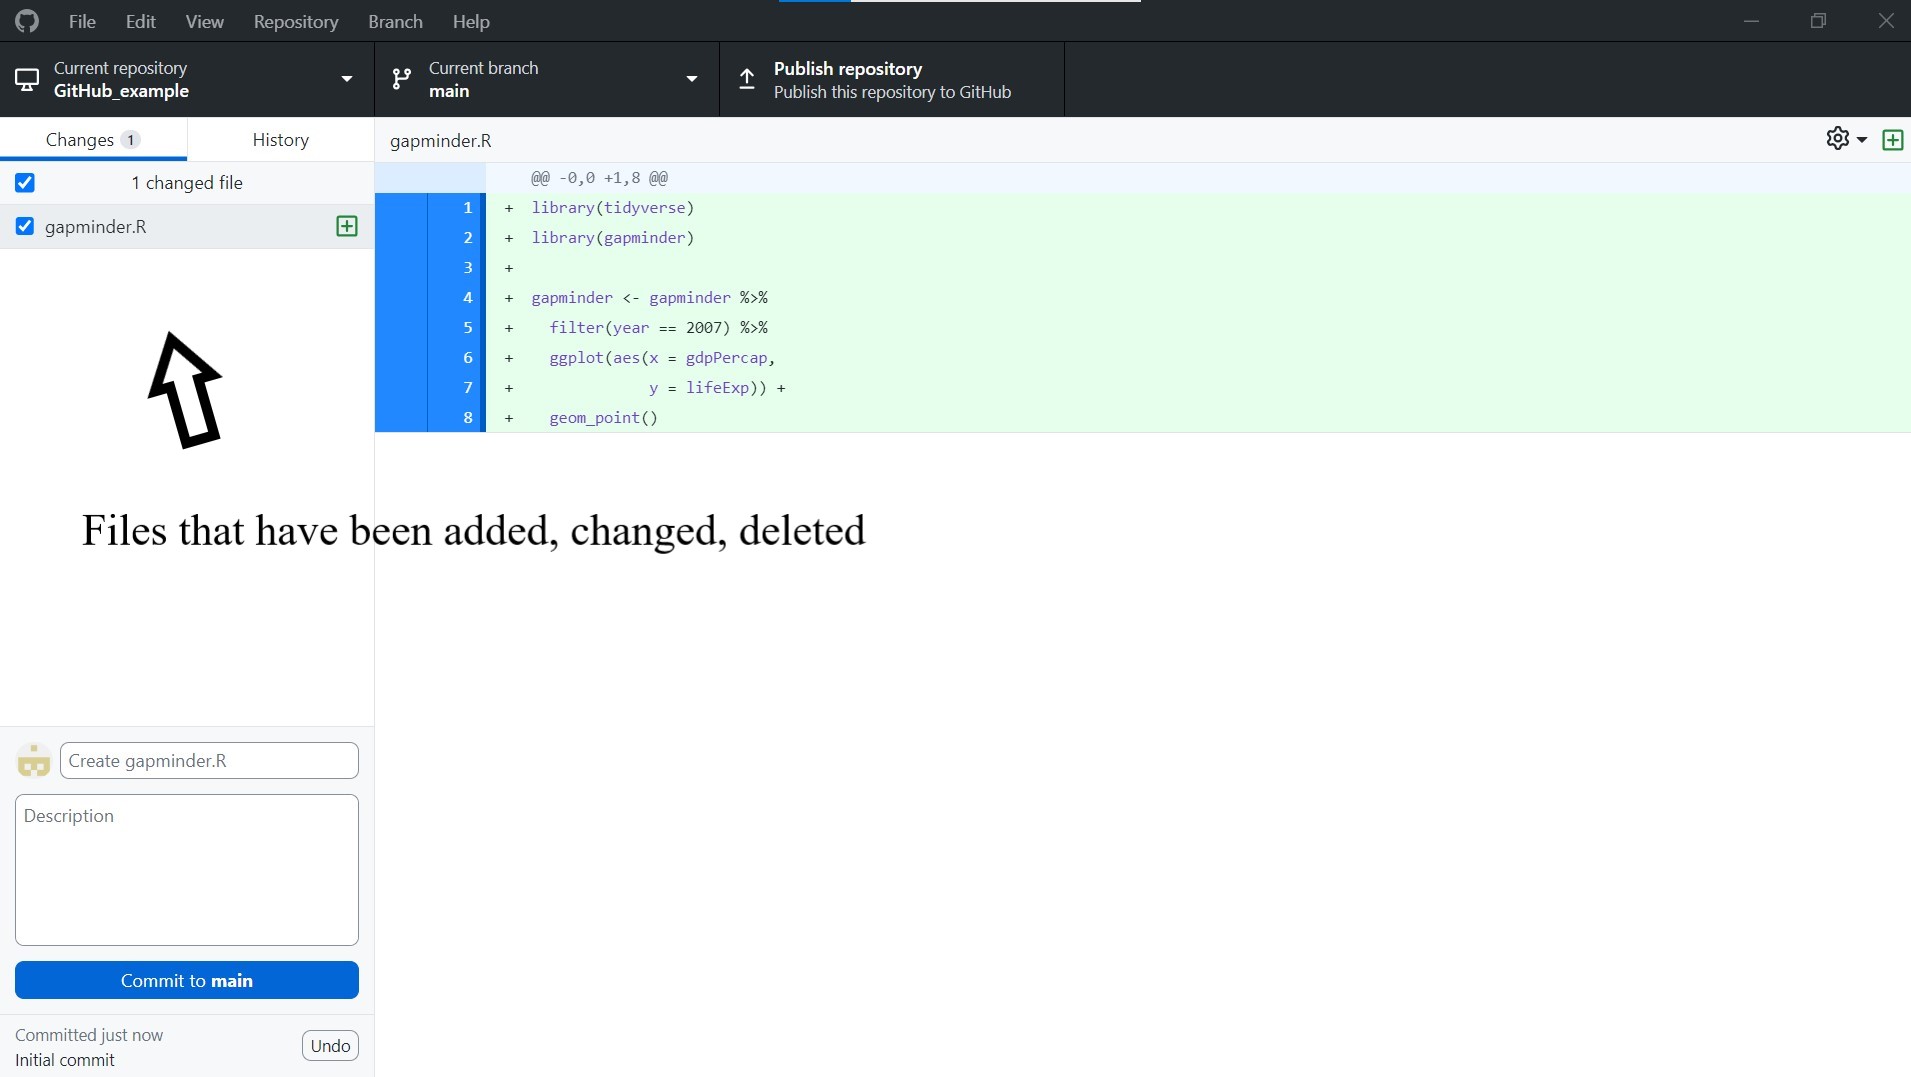 File Edit View Repository Branch Help
Current repository
GitHub_example
Current branch
main
Publish repository
Publish this repository to GitHub
Changes 1 History
gapminder.R
1 changed file
gapminder.R
@@ -0,0 +1,8 @@
1 + library(tidyverse)
2 + library(gapminder)
3 +
4 + gapminder <- gapminder %>%
5 +   filter(year == 2007) %>%
6 +   ggplot(aes(x = gdpPercap,
7 +              y = lifeExp)) +
8 +   geom_point()
Files that have been added, changed, deleted
Create gapminder.R
Description
Commit to main
Committed just now
Initial commit
Undo